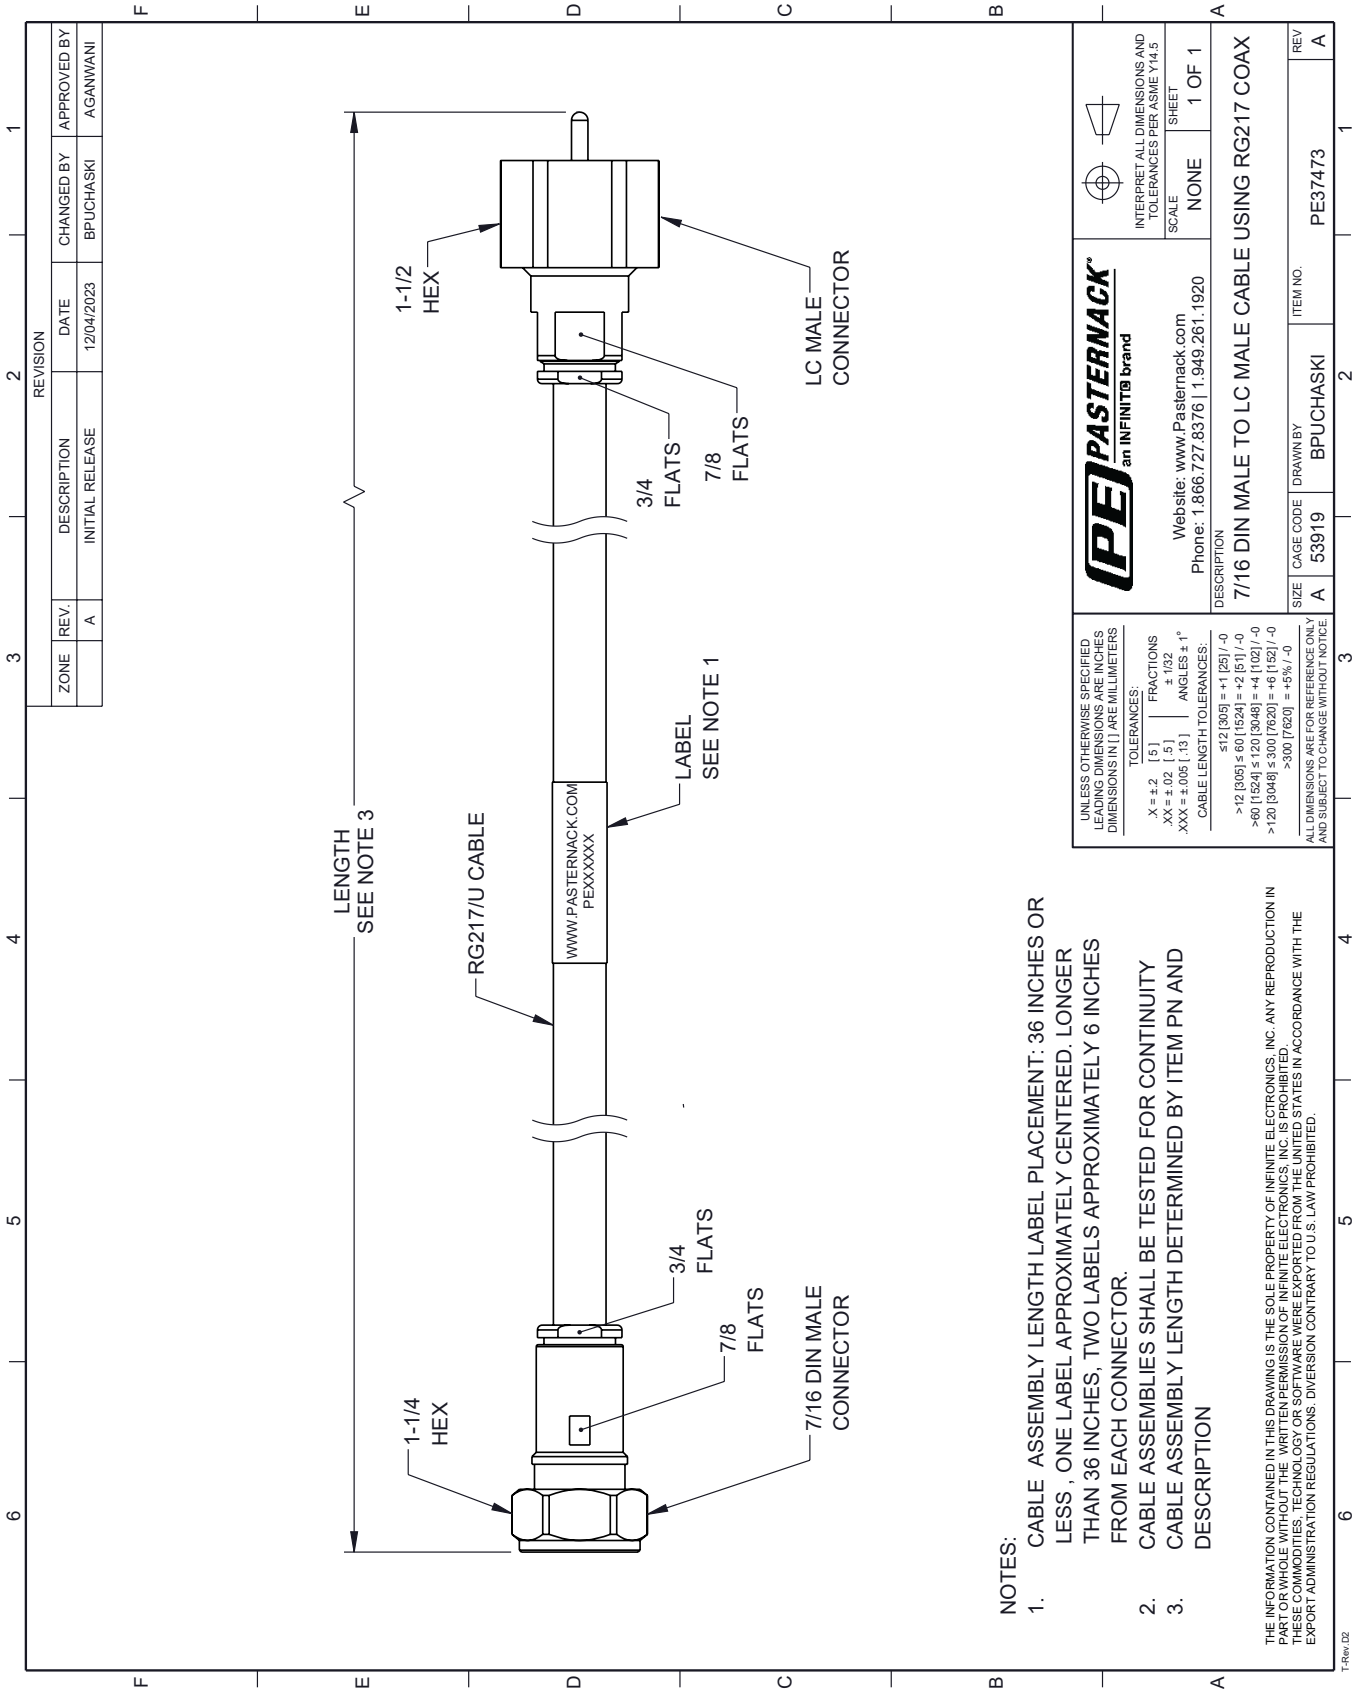 6
5
4
3
2
1
F
E
D
C
B
A
REVISION
ZONE
REV.
DESCRIPTION
DATE
CHANGED BY
APPROVED BY
A
INITIAL RELEASE
12/04/2023
BPUCHASKI
AGANWANI
LENGTH
SEE NOTE 3
1-1/4
HEX
RG217/U CABLE
1-1/2
HEX
WWW.PASTERNACK.COM
PEXXXXXX
3/4
FLATS
7/8
FLATS
7/16 DIN MALE
CONNECTOR
LABEL
SEE NOTE 1
3/4
FLATS
7/8
FLATS
LC MALE
CONNECTOR
NOTES:
1. CABLE ASSEMBLY LENGTH LABEL PLACEMENT: 36 INCHES OR
LESS , ONE LABEL APPROXIMATELY CENTERED. LONGER
THAN 36 INCHES, TWO LABELS APPROXIMATELY 6 INCHES
FROM EACH CONNECTOR.
2. CABLE ASSEMBLIES SHALL BE TESTED FOR CONTINUITY
3. CABLE ASSEMBLY LENGTH DETERMINED BY ITEM PN AND
DESCRIPTION
THE INFORMATION CONTAINED IN THIS DRAWING IS THE SOLE PROPERTY OF INFINITE ELECTRONICS, INC. ANY REPRODUCTION IN
PART OR WHOLE WITHOUT THE WRITTEN PERMISSION OF INFINITE ELECTRONICS, INC. IS PROHIBITED.
THESE COMMODITIES, TECHNOLOGY OR SOFTWARE WERE EXPORTED FROM THE UNITED STATES IN ACCORDANCE WITH THE
EXPORT ADMINISTRATION REGULATIONS. DIVERSION CONTRARY TO U.S. LAW PROHIBITED.
UNLESS OTHERWISE SPECIFIED
LEADING DIMENSIONS ARE INCHES
DIMENSIONS IN [ ] ARE MILLIMETERS
TOLERANCES:
.X = ±.2 [5]
.XX = ±.02 [.5]
.XXX = ±.005 [.13]
FRACTIONS
± 1/32
ANGLES ± 1°
CABLE LENGTH TOLERANCES:
≤12 [305] = +1 [25] / -0
>12 [305] ≤ 60 [1524] = +2 [51] / -0
>60 [1524] ≤ 120 [3048] = +4 [102] / -0
>120 [3048] ≤ 300 [7620] = +6 [152] / -0
>300 [7620] = +5% / -0
ALL DIMENSIONS ARE FOR REFERENCE ONLY
AND SUBJECT TO CHANGE WITHOUT NOTICE.
PE PASTERNACK
an INFINIT® brand
Website: www.Pasternack.com
Phone: 1.866.727.8376 | 1.949.261.1920
INTERPRET ALL DIMENSIONS AND
TOLERANCES PER ASME Y14.5
SCALE
NONE
SHEET
1 OF 1
DESCRIPTION
7/16 DIN MALE TO LC MALE CABLE USING RG217 COAX
SIZE
A
CAGE CODE
53919
DRAWN BY
BPUCHASKI
ITEM NO.
PE37473
REV
A
F
E
D
C
B
A
6
5
4
3
2
1
T-Rev.D2